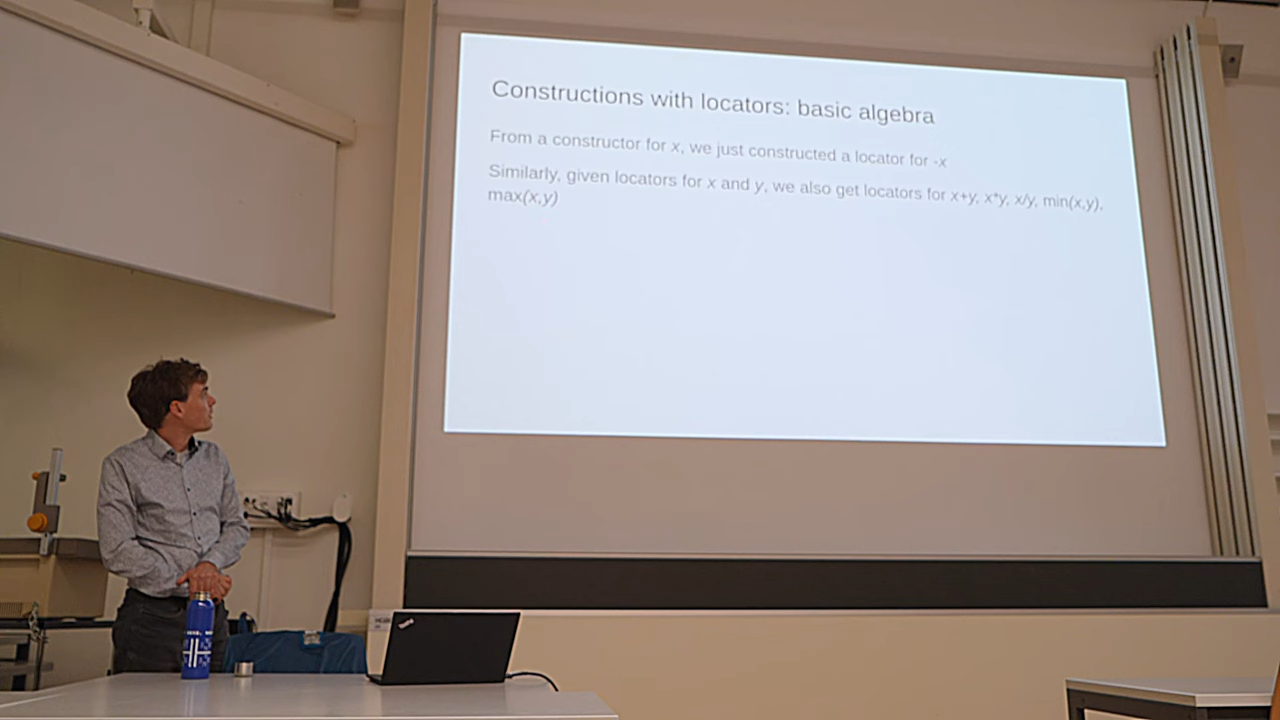 Constructions with locators: basic algebra
From a constructor for x, we just constructed a locator for -x
Similarly, given locators for x and y, we also get locators for x+y, x*y, x/y, min(x,y),
max(x,y)
ThinkPad